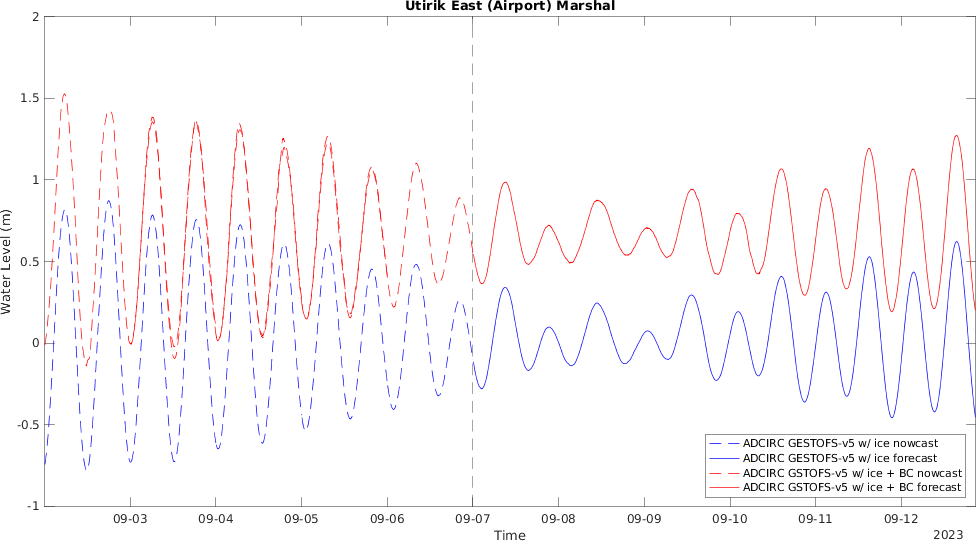 Utirik East (Airport) Marshal
Water Level (m)
2
1.5
1
0.5
0
-0.5
-1
09-03 09-04 09-05 09-06 09-07 09-08 09-09 09-10 09-11 09-12
Time
2023
ADCIRC GESTOFS-v5 w/ ice nowcast
ADCIRC GESTOFS-v5 w/ ice forecast
ADCIRC GSTOFS-v5 w/ ice + BC nowcast
ADCIRC GSTOFS-v5 w/ ice + BC forecast